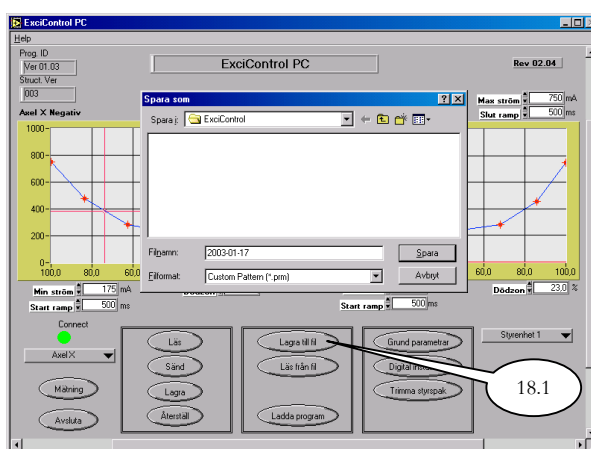 ExciControl PC
Help
Prog. ID
Ver 01.03
Struct. Ver
003
ExciControl PC
Rev 02.04
Axel X Negativ
Max ström 750 mA
Slut ramp 500 ms
Spara som
Spara i: ExciControl
Filnamn: 2003-01-17 Spara
Filformat: Custom Pattern (*.prm) Avbryt
1000
800
600
400
200
0
100,0 80,0 60,0
60,0 80,0 100,0
Min ström 175 mA
Start ramp 500 ms
Start ramp 500 ms
Dödzon 23,0 %
Connect
Axel X
Mätning
Avsluta
Läs
Sänd
Lagra
Återställ
Lagra till fil
Läs från fil
Ladda program
Grund parametrar
Trimma styrspak
Styrenhet 1
18.1